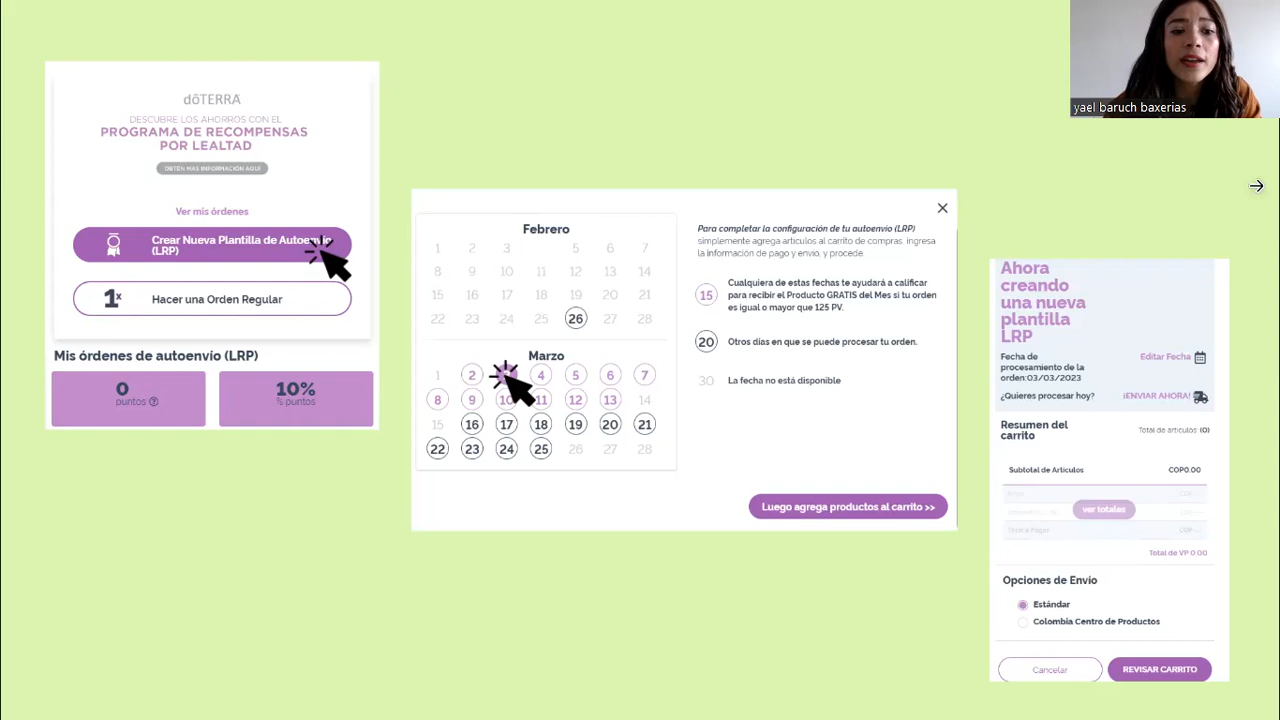 yael baruch baxerias
dōTERRA
DESCUBRE LOS AHORROS CON EL
PROGRAMA DE RECOMPENSAS
POR LEALTAD
OBTÉN MÁS INFORMACIÓN AQUÍ
Ver mis órdenes
Crear Nueva Plantilla de Autoenvío
(LRP)
1x Hacer una Orden Regular
Mis órdenes de autoenvío (LRP)
0 10%
puntos % puntos
Febrero
1 2 3 4 5 6 7
8 9 10 11 12 13 14
15 16 17 18 19 20 21
22 23 24 25 26 27 28
Marzo
1 2 3 4 5 6 7
8 9 10 11 12 13 14
15 16 17 18 19 20 21
22 23 24 25 26 27 28
Para completar la configuración de tu autoenvío (LRP)
simplemente agrega artículos al carrito de compras, ingresa
la información de pago y envío, y procede.
15 Cualquiera de estas fechas te ayudará a calificar
para recibir el Producto GRATIS del Mes si tu orden
es igual o mayor que 125 PV.
20 Otros días en que se puede procesar tu orden.
30 La fecha no está disponible
Luego agrega productos al carrito >>
Ahora
creando
una nueva
plantilla
LRP
Fecha de
procesamiento de la
orden:03/03/2023
Editar Fecha
¿Quieres procesar hoy? ¡ENVIAR AHORA!
Resumen del
carrito
Total de artículos (0)
Subtotal de Artículos COP0.00
ver totales
Total de VP 0.00
Opciones de Envío
Estándar
Colombia Centro de Productos
Cancelar REVISAR CARRITO